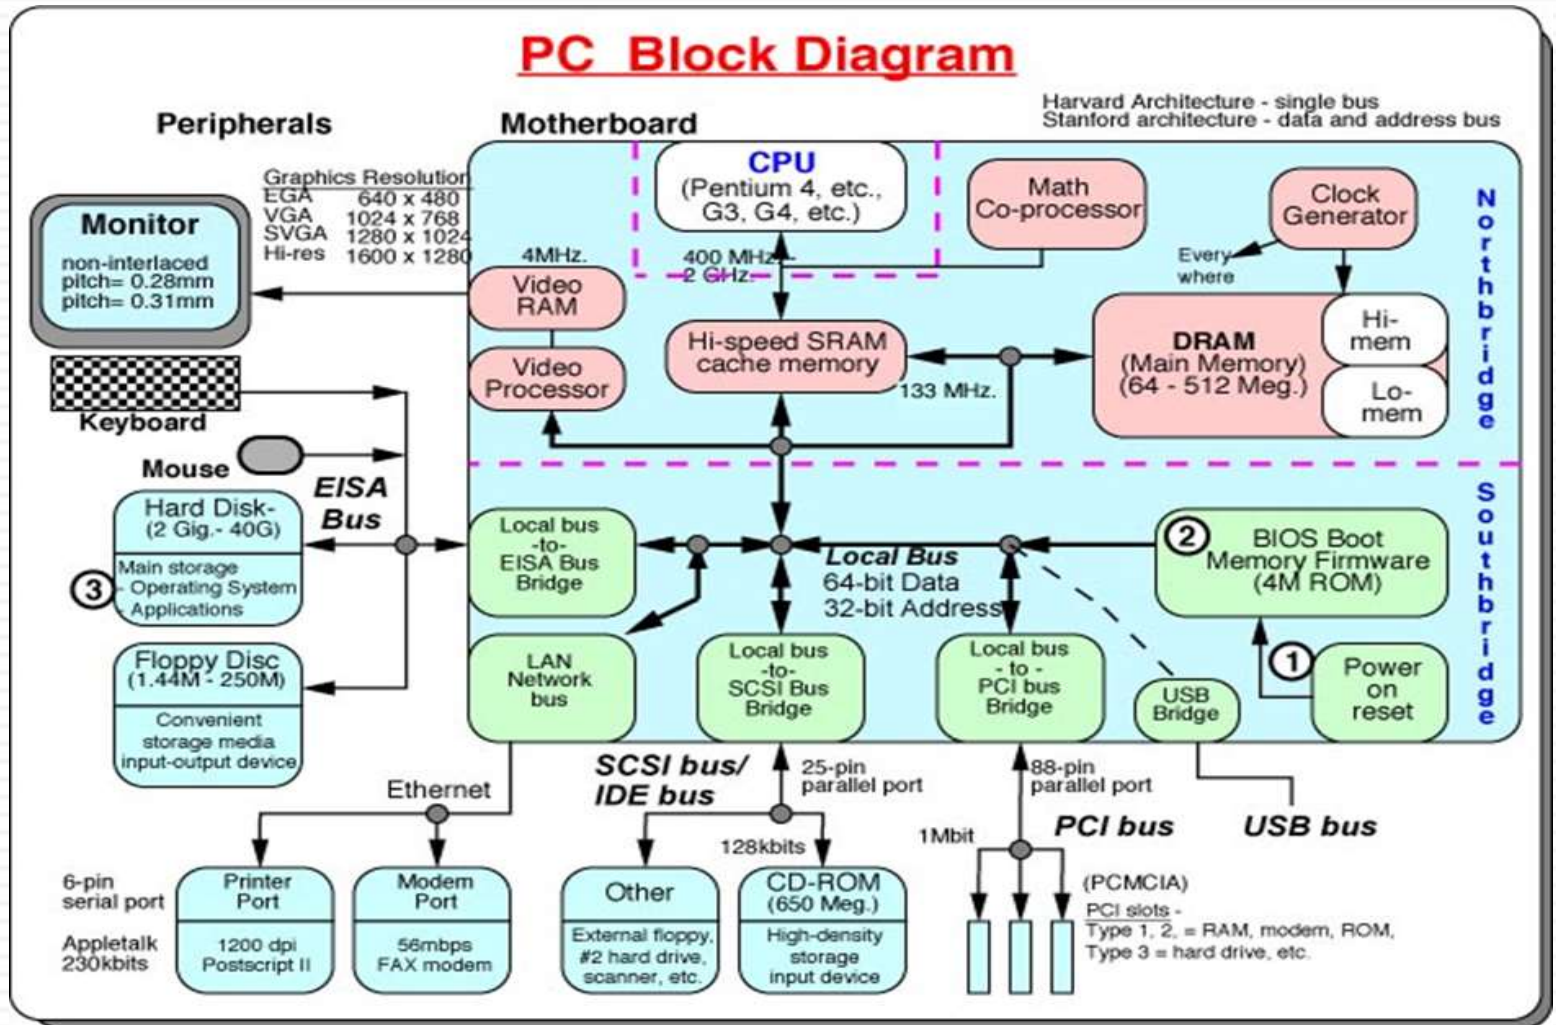 PC Block Diagram
Harvard Architecture - single bus
Stanford architecture - data and address bus
Peripherals
Motherboard
Graphics Resolution
EGA 640 x 480
VGA 1024 x 768
SVGA 1280 x 1024
Hi-res 1600 x 1280
Monitor
non-interlaced
pitch= 0.28mm
pitch= 0.31mm
CPU
(Pentium 4, etc.,
G3, G4, etc.)
400 MHz.-
2 GHz.
Math
Co-processor
Clock
Generator
Every
where
Northbridge
4MHz.
Video
RAM
Video
Processor
Hi-speed SRAM
cache memory
133 MHz.
DRAM
(Main Memory)
(64 - 512 Meg.)
Hi-
mem
Lo-
mem
Keyboard
Mouse
EISA
Bus
Hard Disk-
(2 Gig.- 40G)
Main storage
- Operating System
- Applications
3
Floppy Disc
(1.44M - 250M)
Convenient
storage media
input-output device
Local bus
-to-
EISA Bus
Bridge
Local Bus
64-bit Data
32-bit Address
2
BIOS Boot
Memory Firmware
(4M ROM)
Southbridge
LAN
Network
bus
Local bus
-to-
SCSI Bus
Bridge
Local bus
- to -
PCI bus
Bridge
USB
Bridge
1
Power
on
reset
Ethernet
SCSI bus/
IDE bus
25-pin
parallel port
88-pin
parallel port
PCI bus
USB bus
128kbits
1Mbit
6-pin
serial port
Appletalk
230kbits
Printer
Port
1200 dpi
Postscript II
Modem
Port
56mbps
FAX modem
Other
External floppy,
#2 hard drive,
scanner, etc.
CD-ROM
(650 Meg.)
High-density
storage
input device
(PCMCIA)
PCI slots -
Type 1, 2, = RAM, modem, ROM,
Type 3 = hard drive, etc.